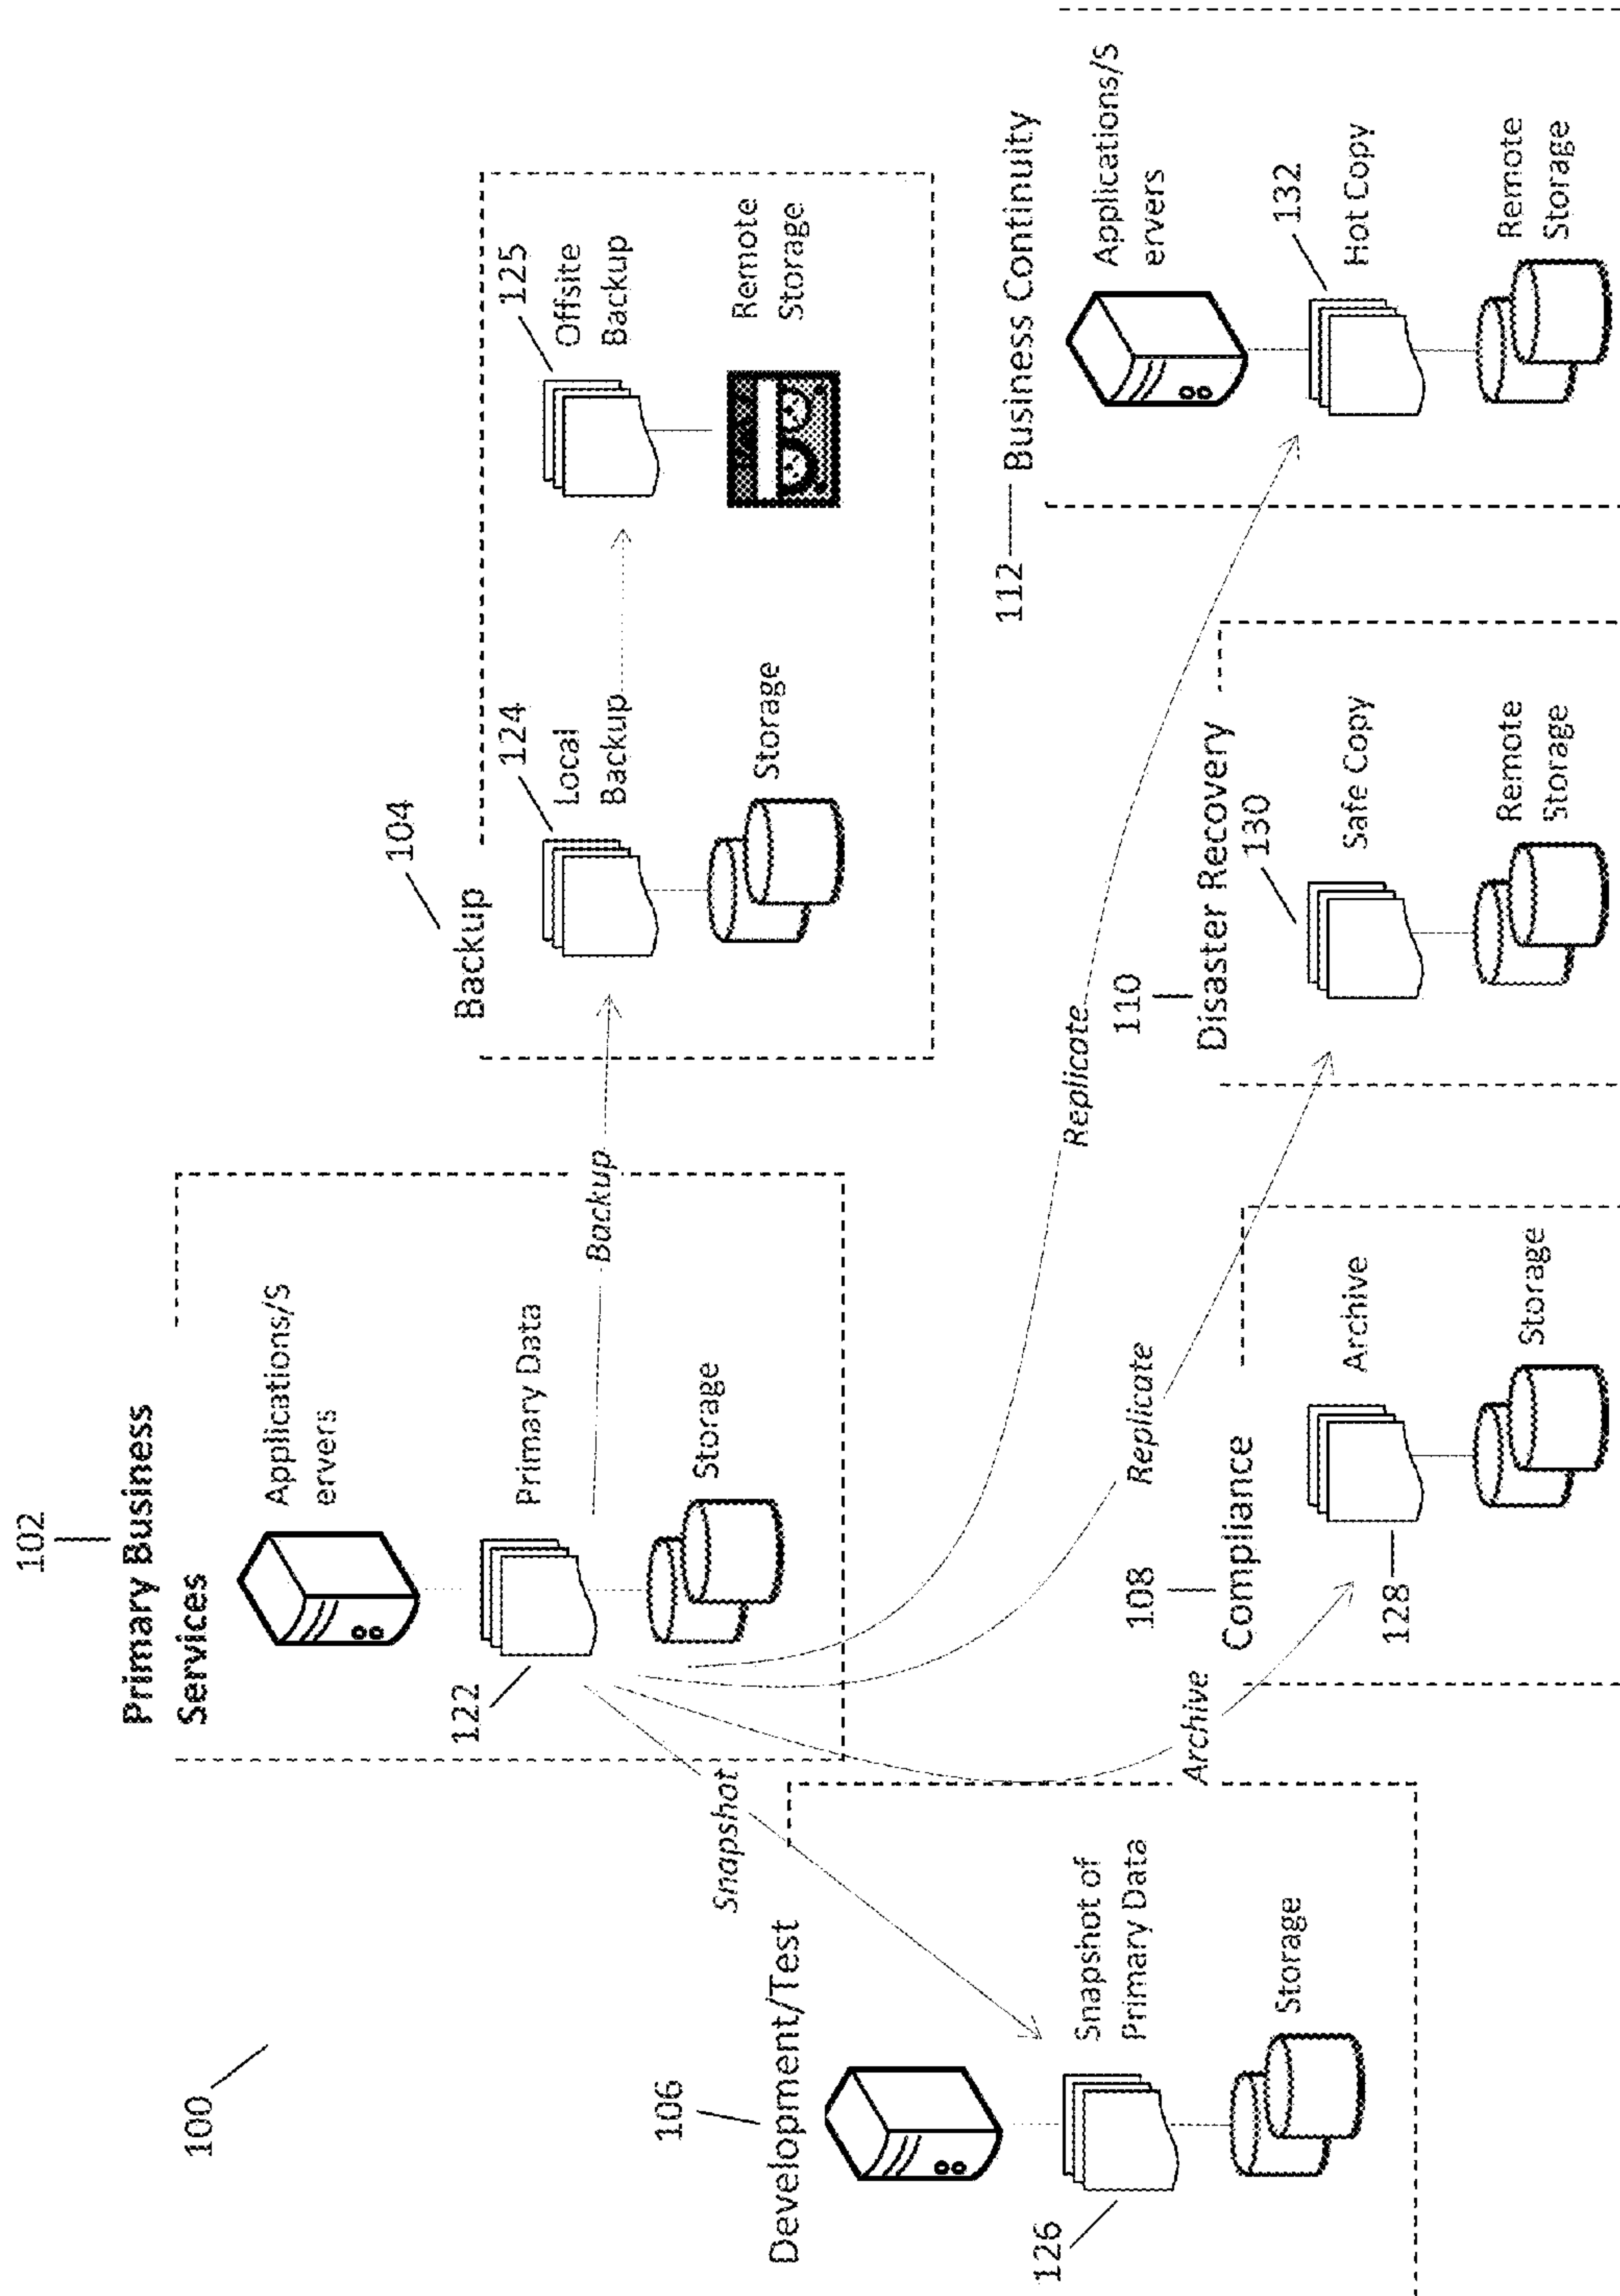 100
102
Primary Business
Services
Applications/S
ervers
122
Primary Data
Storage
Backup
104
Backup
124
Local
Backup
Storage
125
Offsite
Backup
Remote
Storage
Snapshot
106
Development/Test
126
Snapshot of
Primary Data
Storage
Archive
108
Compliance
128
Archive
Storage
Replicate
110
Disaster Recovery
130
Safe Copy
Remote
Storage
Replicate
112
Business Continuity
Applications/S
ervers
132
Hot Copy
Remote
Storage